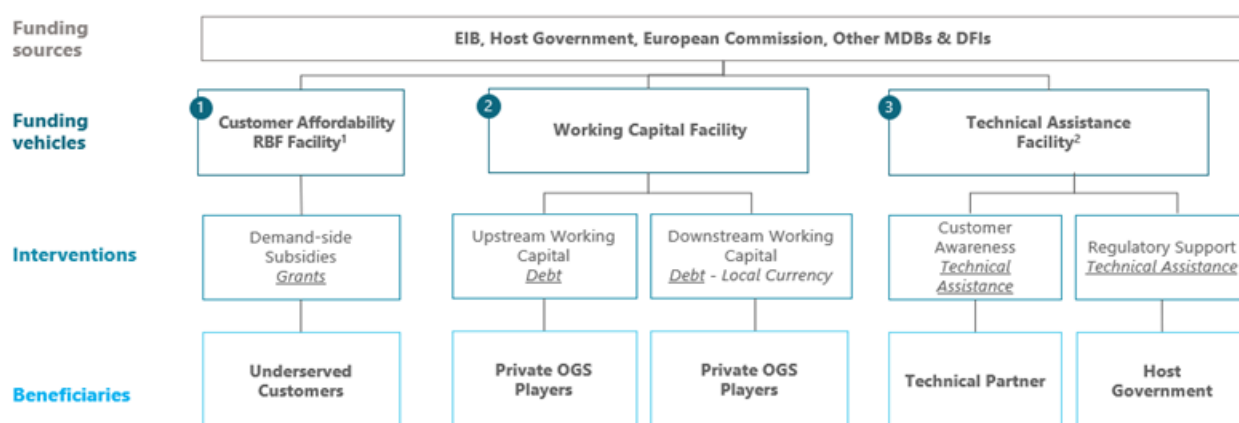 Funding
sources
EIB, Host Government, European Commission, Other MDBs & DFIs
Funding
vehicles
1
Customer Affordability
RBF Facility¹
2
Working Capital Facility
3
Technical Assistance
Facility²
Interventions
Demand-side
Subsidies
Grants
Upstream Working
Capital
Debt
Downstream Working
Capital
Debt - Local Currency
Customer
Awareness
Technical
Assistance
Regulatory Support
Technical Assistance
Beneficiaries
Underserved
Customers
Private OGS
Players
Private OGS
Players
Technical Partner
Host
Government